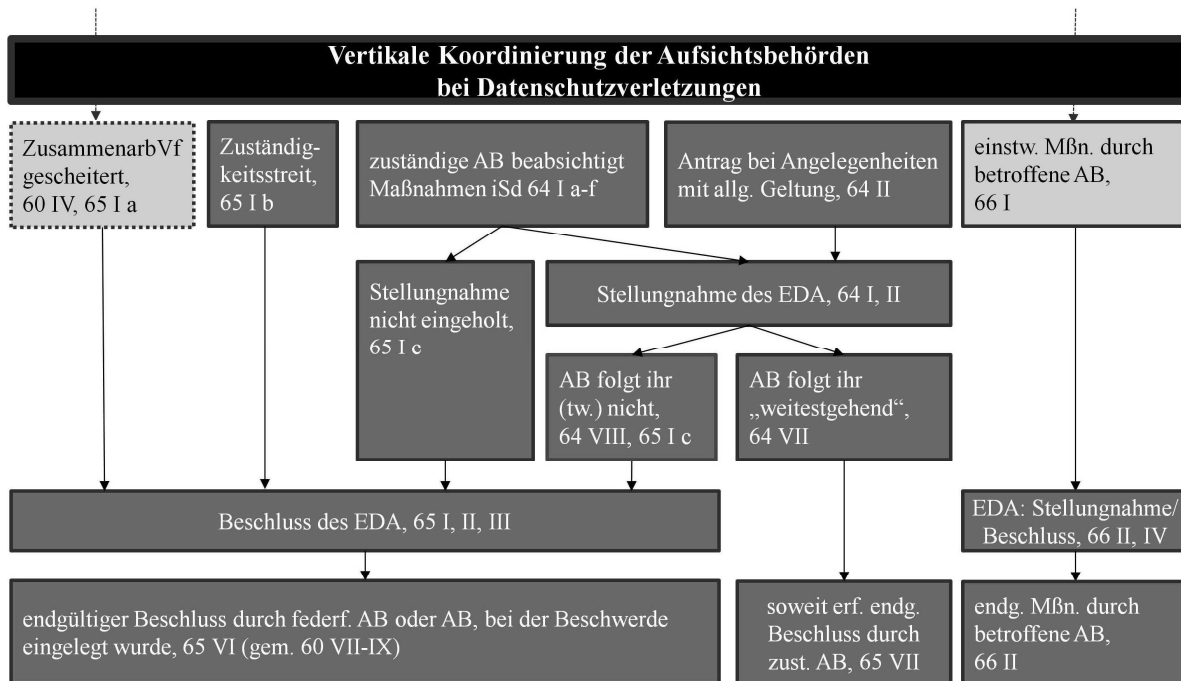 Vertikale Koordinierung der Aufsichtsbehörden
bei Datenschutzverletzungen
ZusammenarbVf
gescheitert,
60 IV, 65 I a
Zuständig-
keitsstreit,
65 I b
zuständige AB beabsichtigt
Maßnahmen iSd 64 I a-f
Antrag bei Angelegenheiten
mit allg. Geltung, 64 II
einstw. Mßn. durch
betroffene AB,
66 I
Stellungnahme
nicht eingeholt,
65 I c
Stellungnahme des EDA, 64 I, II
AB folgt ihr
(tw.) nicht,
64 VIII, 65 I c
AB folgt ihr
„weitestgehend“,
64 VII
Beschluss des EDA, 65 I, II, III
EDA: Stellungnahme/
Beschluss, 66 II, IV
endgültiger Beschluss durch federf. AB oder AB, bei der Beschwerde
eingelegt wurde, 65 VI (gem. 60 VII-IX)
soweit erf. endg.
Beschluss durch
zust. AB, 65 VII
endg. Mßn. durch
betroffene AB,
66 II